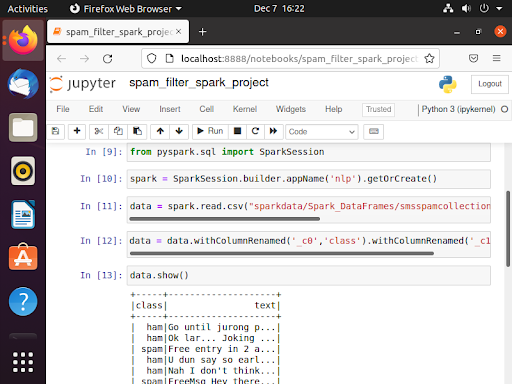 Activities
Firefox Web Browser
Dec 7 16:22
spam_filter_spark_project
localhost:8888/notebooks/spam_filter_spark_project
jupyter spam_filter_spark_project
Logout
File Edit View Insert Cell Kernel Widgets Help Trusted Python 3 (ipykernel)
Run Code
In [9]: from pyspark.sql import SparkSession
In [10]: spark = SparkSession.builder.appName('nlp').getOrCreate()
In [11]: data = spark.read.csv("sparkdata/Spark_DataFrames/smsspamcollection
In [12]: data = data.withColumnRenamed('_c0','class').withColumnRenamed('_c1
In [13]: data.show()
+-----+--------------------+
|class|                text|
+-----+--------------------+
|  ham|Go until jurong p...|
|  ham|Ok lar... Joking ...|
| spam|Free entry in 2 a...|
|  ham|U dun say so earl...|
|  ham|Nah I don't think...|
| spam|FreeMsg Hey there...|